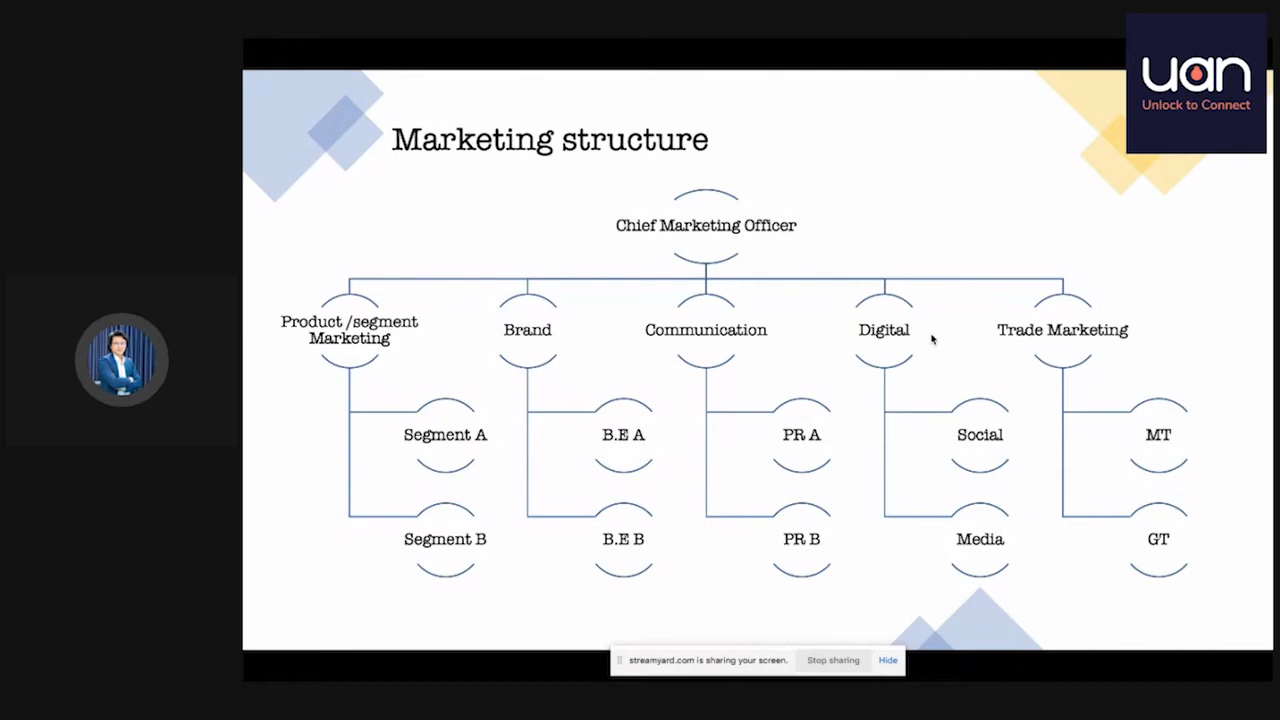 uan
Unlock to Connect
Marketing structure
Chief Marketing Officer
Product /segment
Marketing
Brand
Communication
Digital
Trade Marketing
Segment A
B.E A
PR A
Social
MT
Segment B
B.E B
PR B
Media
GT
streamyard.com is sharing your screen.
Stop sharing
Hide